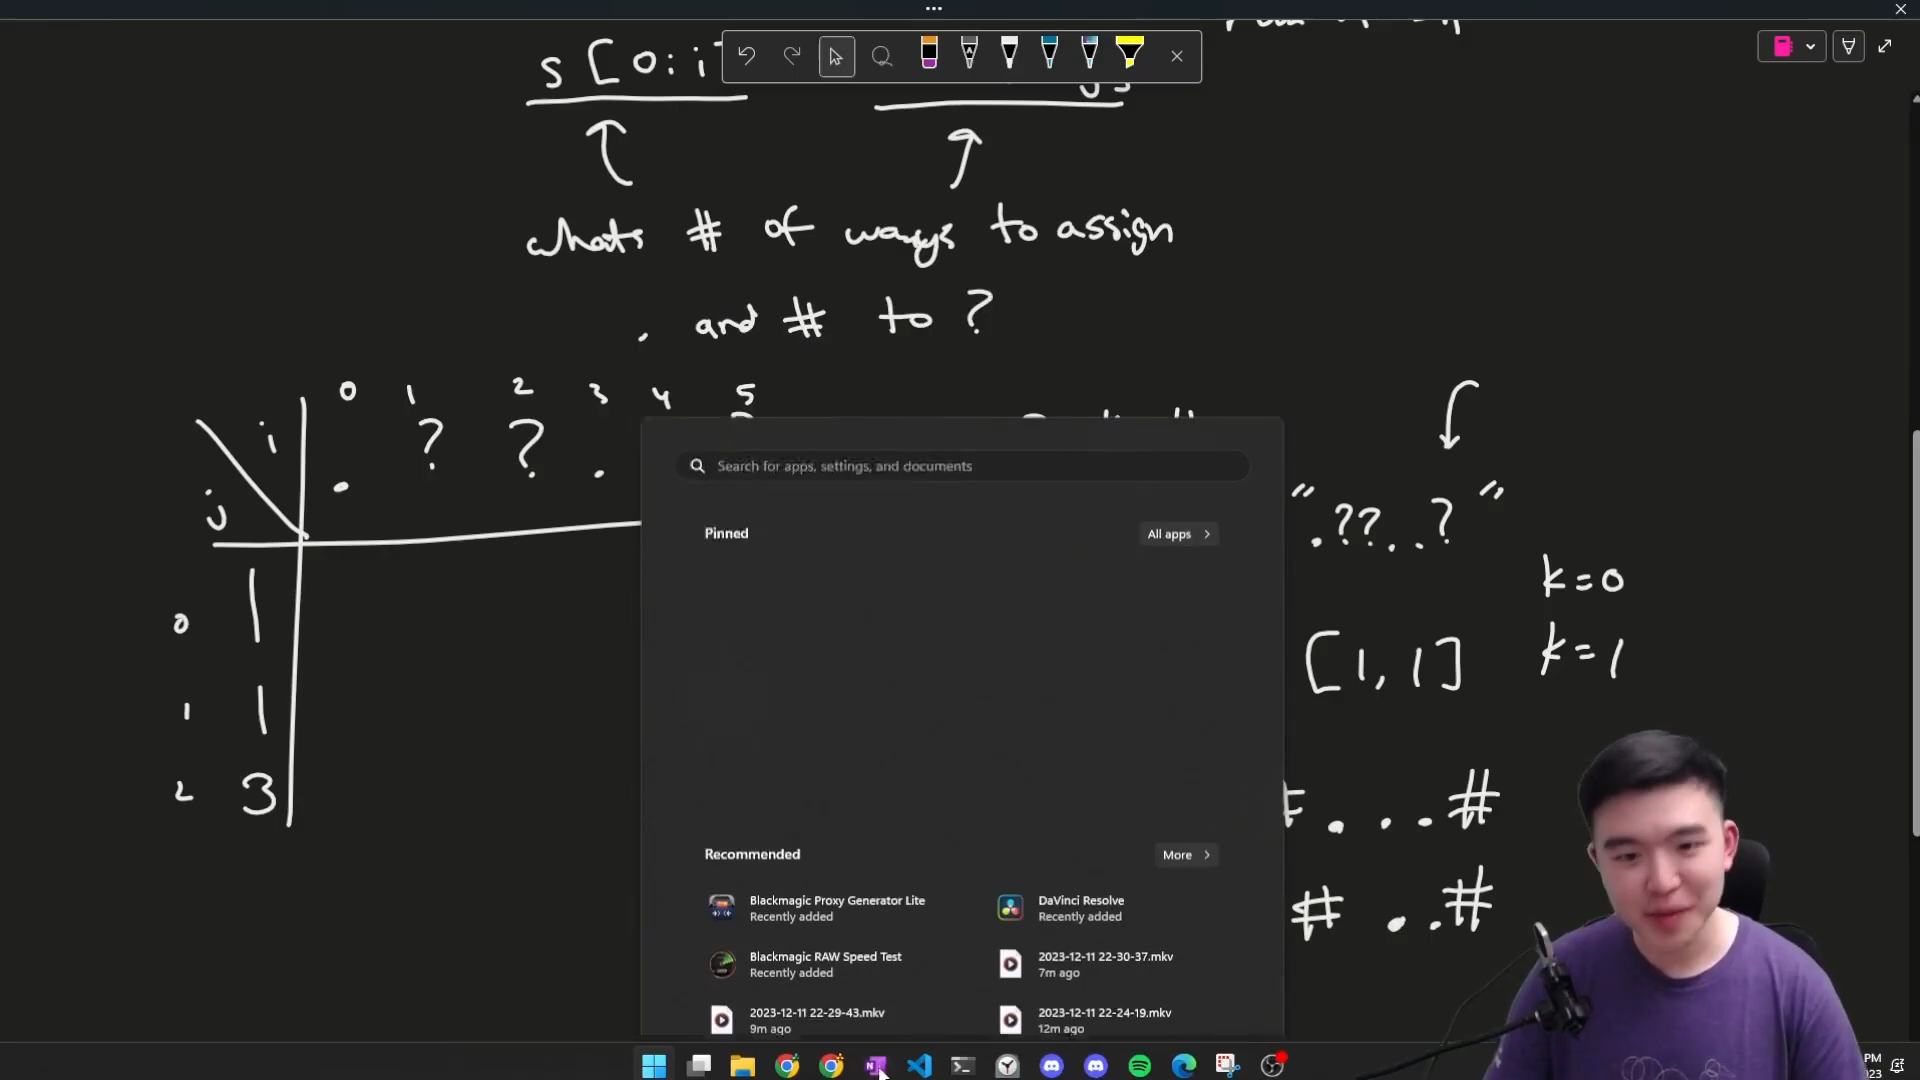 s [ 0 : i
whats # of ways to assign
. and # to ?
0 1 2 3 4 5
i ? ? .
j .
" . ? ? . . ? "
k = 0
0 1
[ 1 , 1 ] k = 1
1 1
2 3
. . . #
# . . #
Search for apps, settings, and documents
Pinned
All apps
Recommended
More
Blackmagic Proxy Generator Lite
Recently added
DaVinci Resolve
Recently added
Blackmagic RAW Speed Test
Recently added
2023-12-11 22-30-37.mkv
7m ago
2023-12-11 22-29-43.mkv
9m ago
2023-12-11 22-24-19.mkv
12m ago
PM